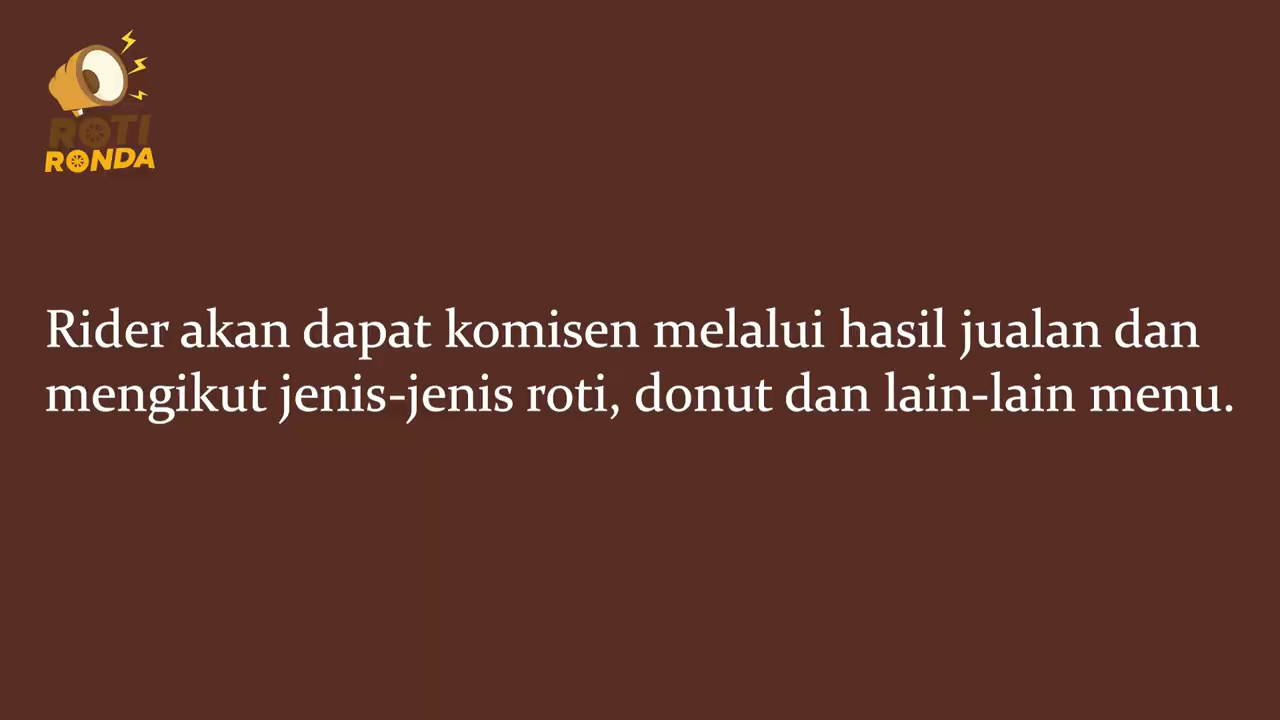 ROTI
RONDA
Rider akan dapat komisen melalui hasil jualan dan
mengikut jenis-jenis roti, donut dan lain-lain menu.